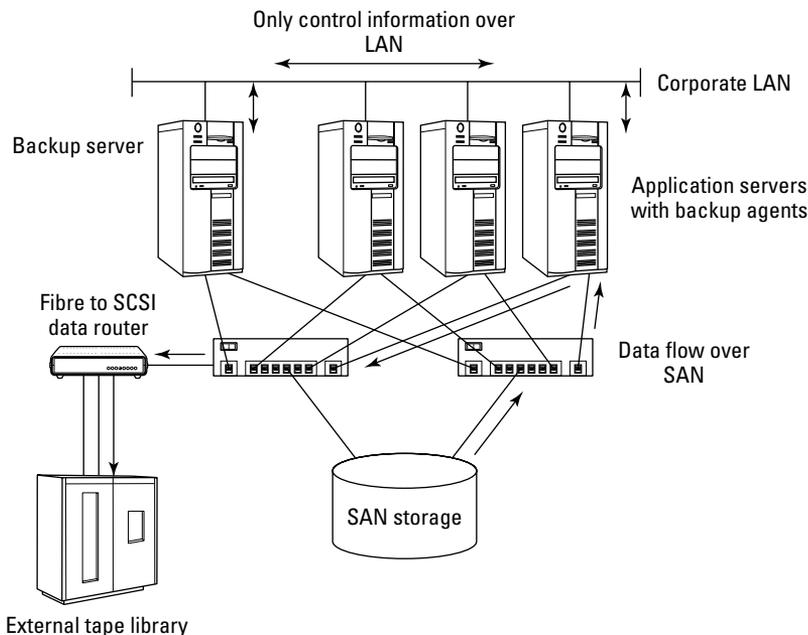 Only control information over
LAN
Corporate LAN
Backup server
Application servers
with backup agents
Fibre to SCSI
data router
Data flow over
SAN
SAN storage
External tape library